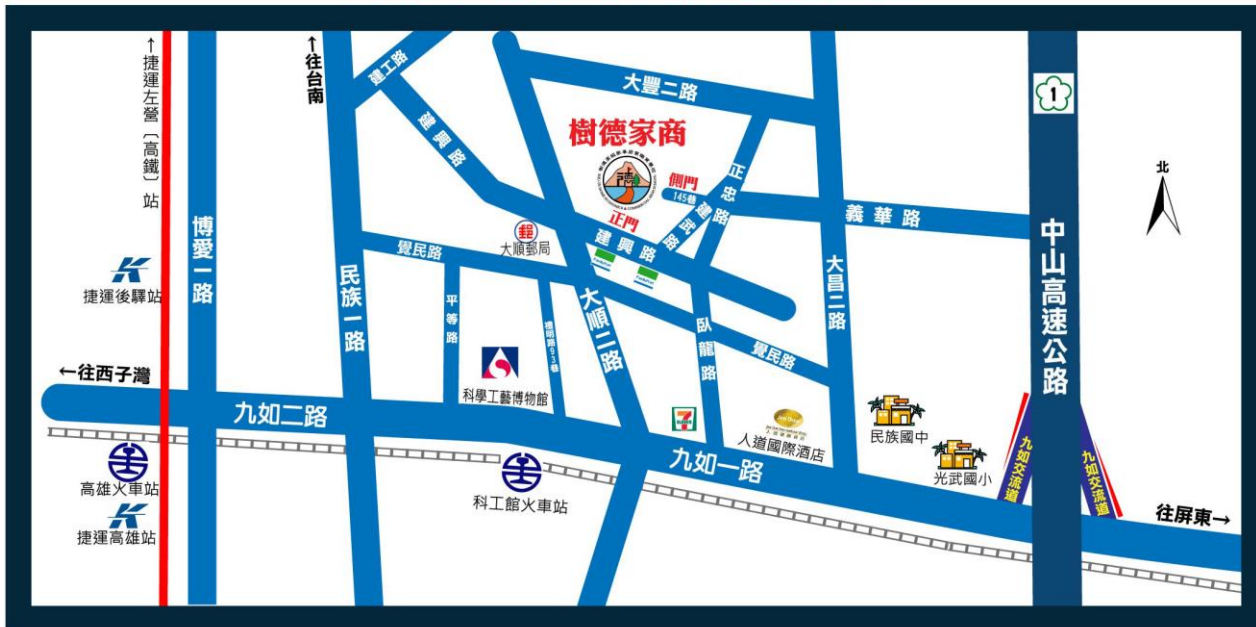 ↑捷運左營〔高鐵〕站
博愛一路
↑往台南
民族一路
建工路
建興路
大豐二路
樹德家商
側門
145巷
正忠路
建武路
正門
建興路
義華路
1
中山高速公路
北
郵
大順郵局
覺民路
FamilyMart
FamilyMart
平等路
大順二路
臥龍路
覺民路
大昌二路
捷運後驛站
←往西子灣
九如二路
科學工藝博物館
7
ELEVEN
人道國際酒店
民族國中
光武國小
九如交流道
九如交流道
九如一路
高雄火車站
捷運高雄站
科工館火車站
往屏東→